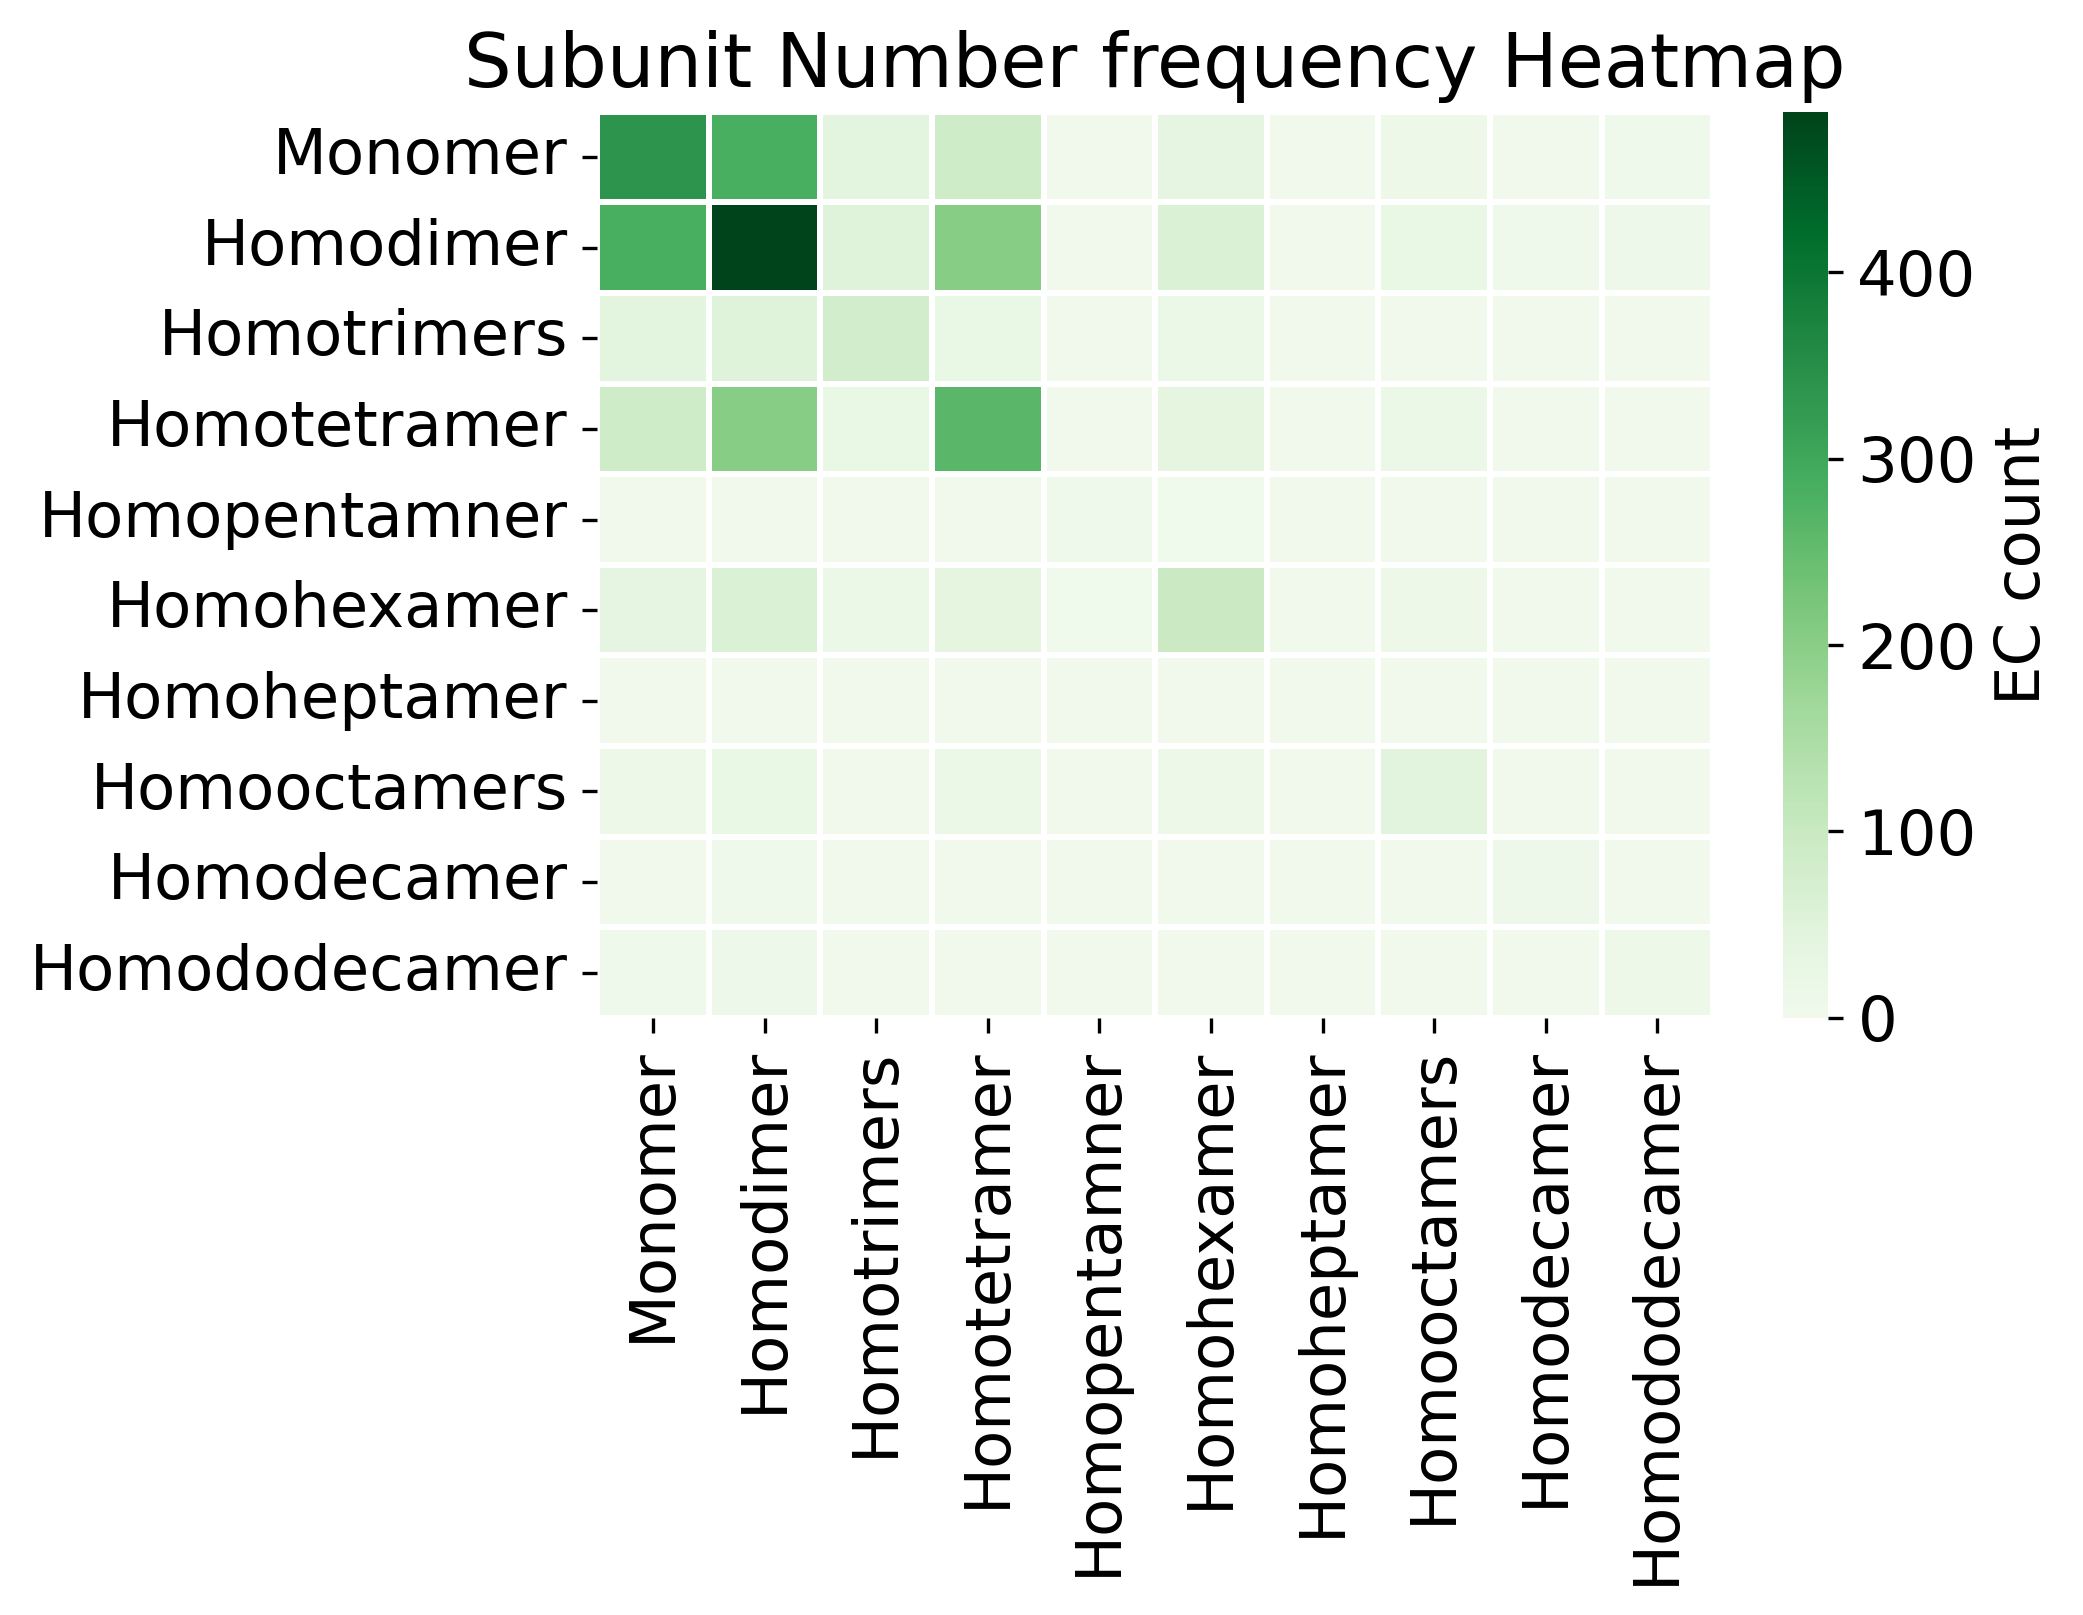 Subunit Number frequency Heatmap
Monomer
Homodimer
Homotrimers
Homotetramer
Homopentamner
Homohexamer
Homoheptamer
Homooctamers
Homodecamer
Homododecamer
Monomer
Homodimer
Homotrimers
Homotetramer
Homopentamner
Homohexamer
Homoheptamer
Homooctamers
Homodecamer
Homododecamer
400
300
200
100
0
EC count